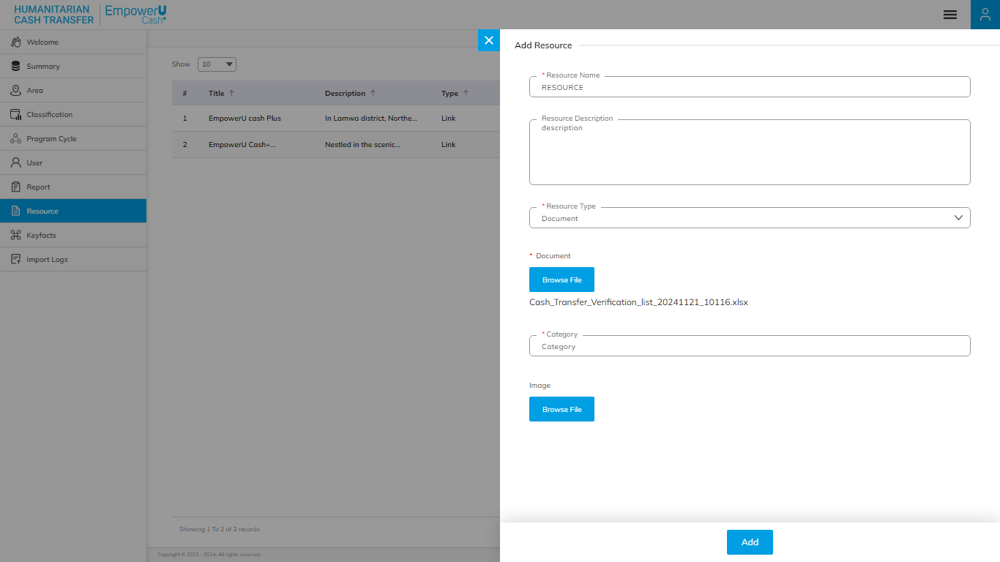 HUMANITARIAN
CASH TRANSFER
EmpowerU
Cash+
Welcome
Summary
Area
Classification
Program Cycle
User
Report
Resource
Keyfacts
Import Logs
Show 10
# Title Description Type
1 EmpowerU cash Plus In Lamwo district, Northe... Link
2 EmpowerU Cash+... Nestled in the scenic... Link
Showing 1 To 2 of 2 records
Copyright © 2022 - 2024. All rights reserved.
Add Resource
* Resource Name
RESOURCE
Resource Description
description
* Resource Type
Document
* Document
Browse File
Cash_Transfer_Verification_list_20241121_10116.xlsx
* Category
Category
Image
Browse File
Add